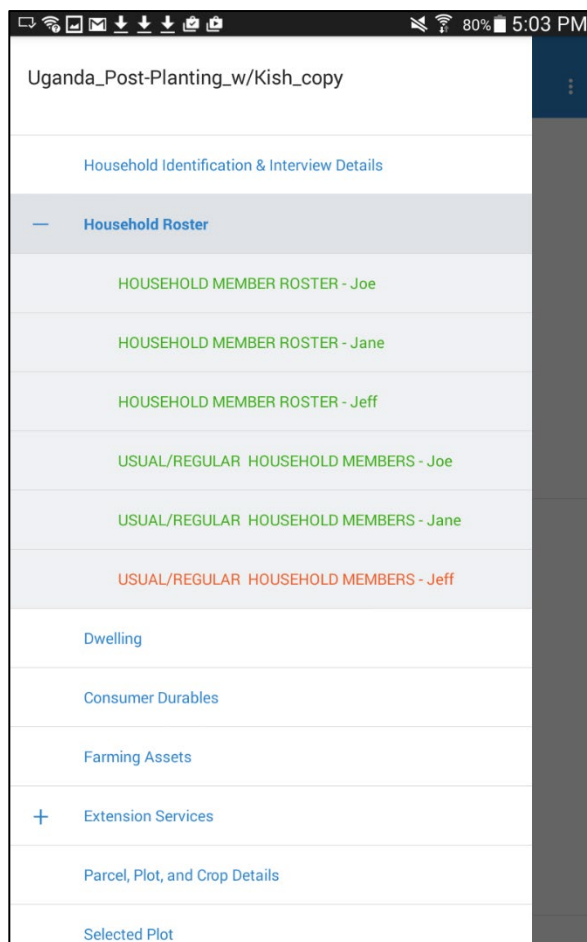 80% 5:03 PM
Uganda_Post-Planting_w/Kish_copy
Household Identification & Interview Details
Household Roster
HOUSEHOLD MEMBER ROSTER - Joe
HOUSEHOLD MEMBER ROSTER - Jane
HOUSEHOLD MEMBER ROSTER - Jeff
USUAL/REGULAR  HOUSEHOLD MEMBERS - Joe
USUAL/REGULAR  HOUSEHOLD MEMBERS - Jane
USUAL/REGULAR  HOUSEHOLD MEMBERS - Jeff
Dwelling
Consumer Durables
Farming Assets
Extension Services
Parcel, Plot, and Crop Details
Selected Plot